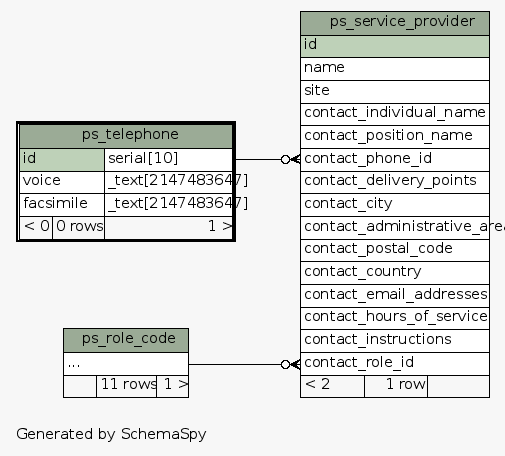 ps_service_provider
id
name
site
contact_individual_name
contact_position_name
contact_phone_id
contact_delivery_points
contact_city
contact_administrative_area
contact_postal_code
contact_country
contact_email_addresses
contact_hours_of_service
contact_instructions
contact_role_id
< 2 1 row
ps_telephone
id serial[10]
voice _text[2147483647]
facsimile _text[2147483647]
< 0 0 rows 1 >
ps_role_code
...
11 rows 1 >
Generated by SchemaSpy